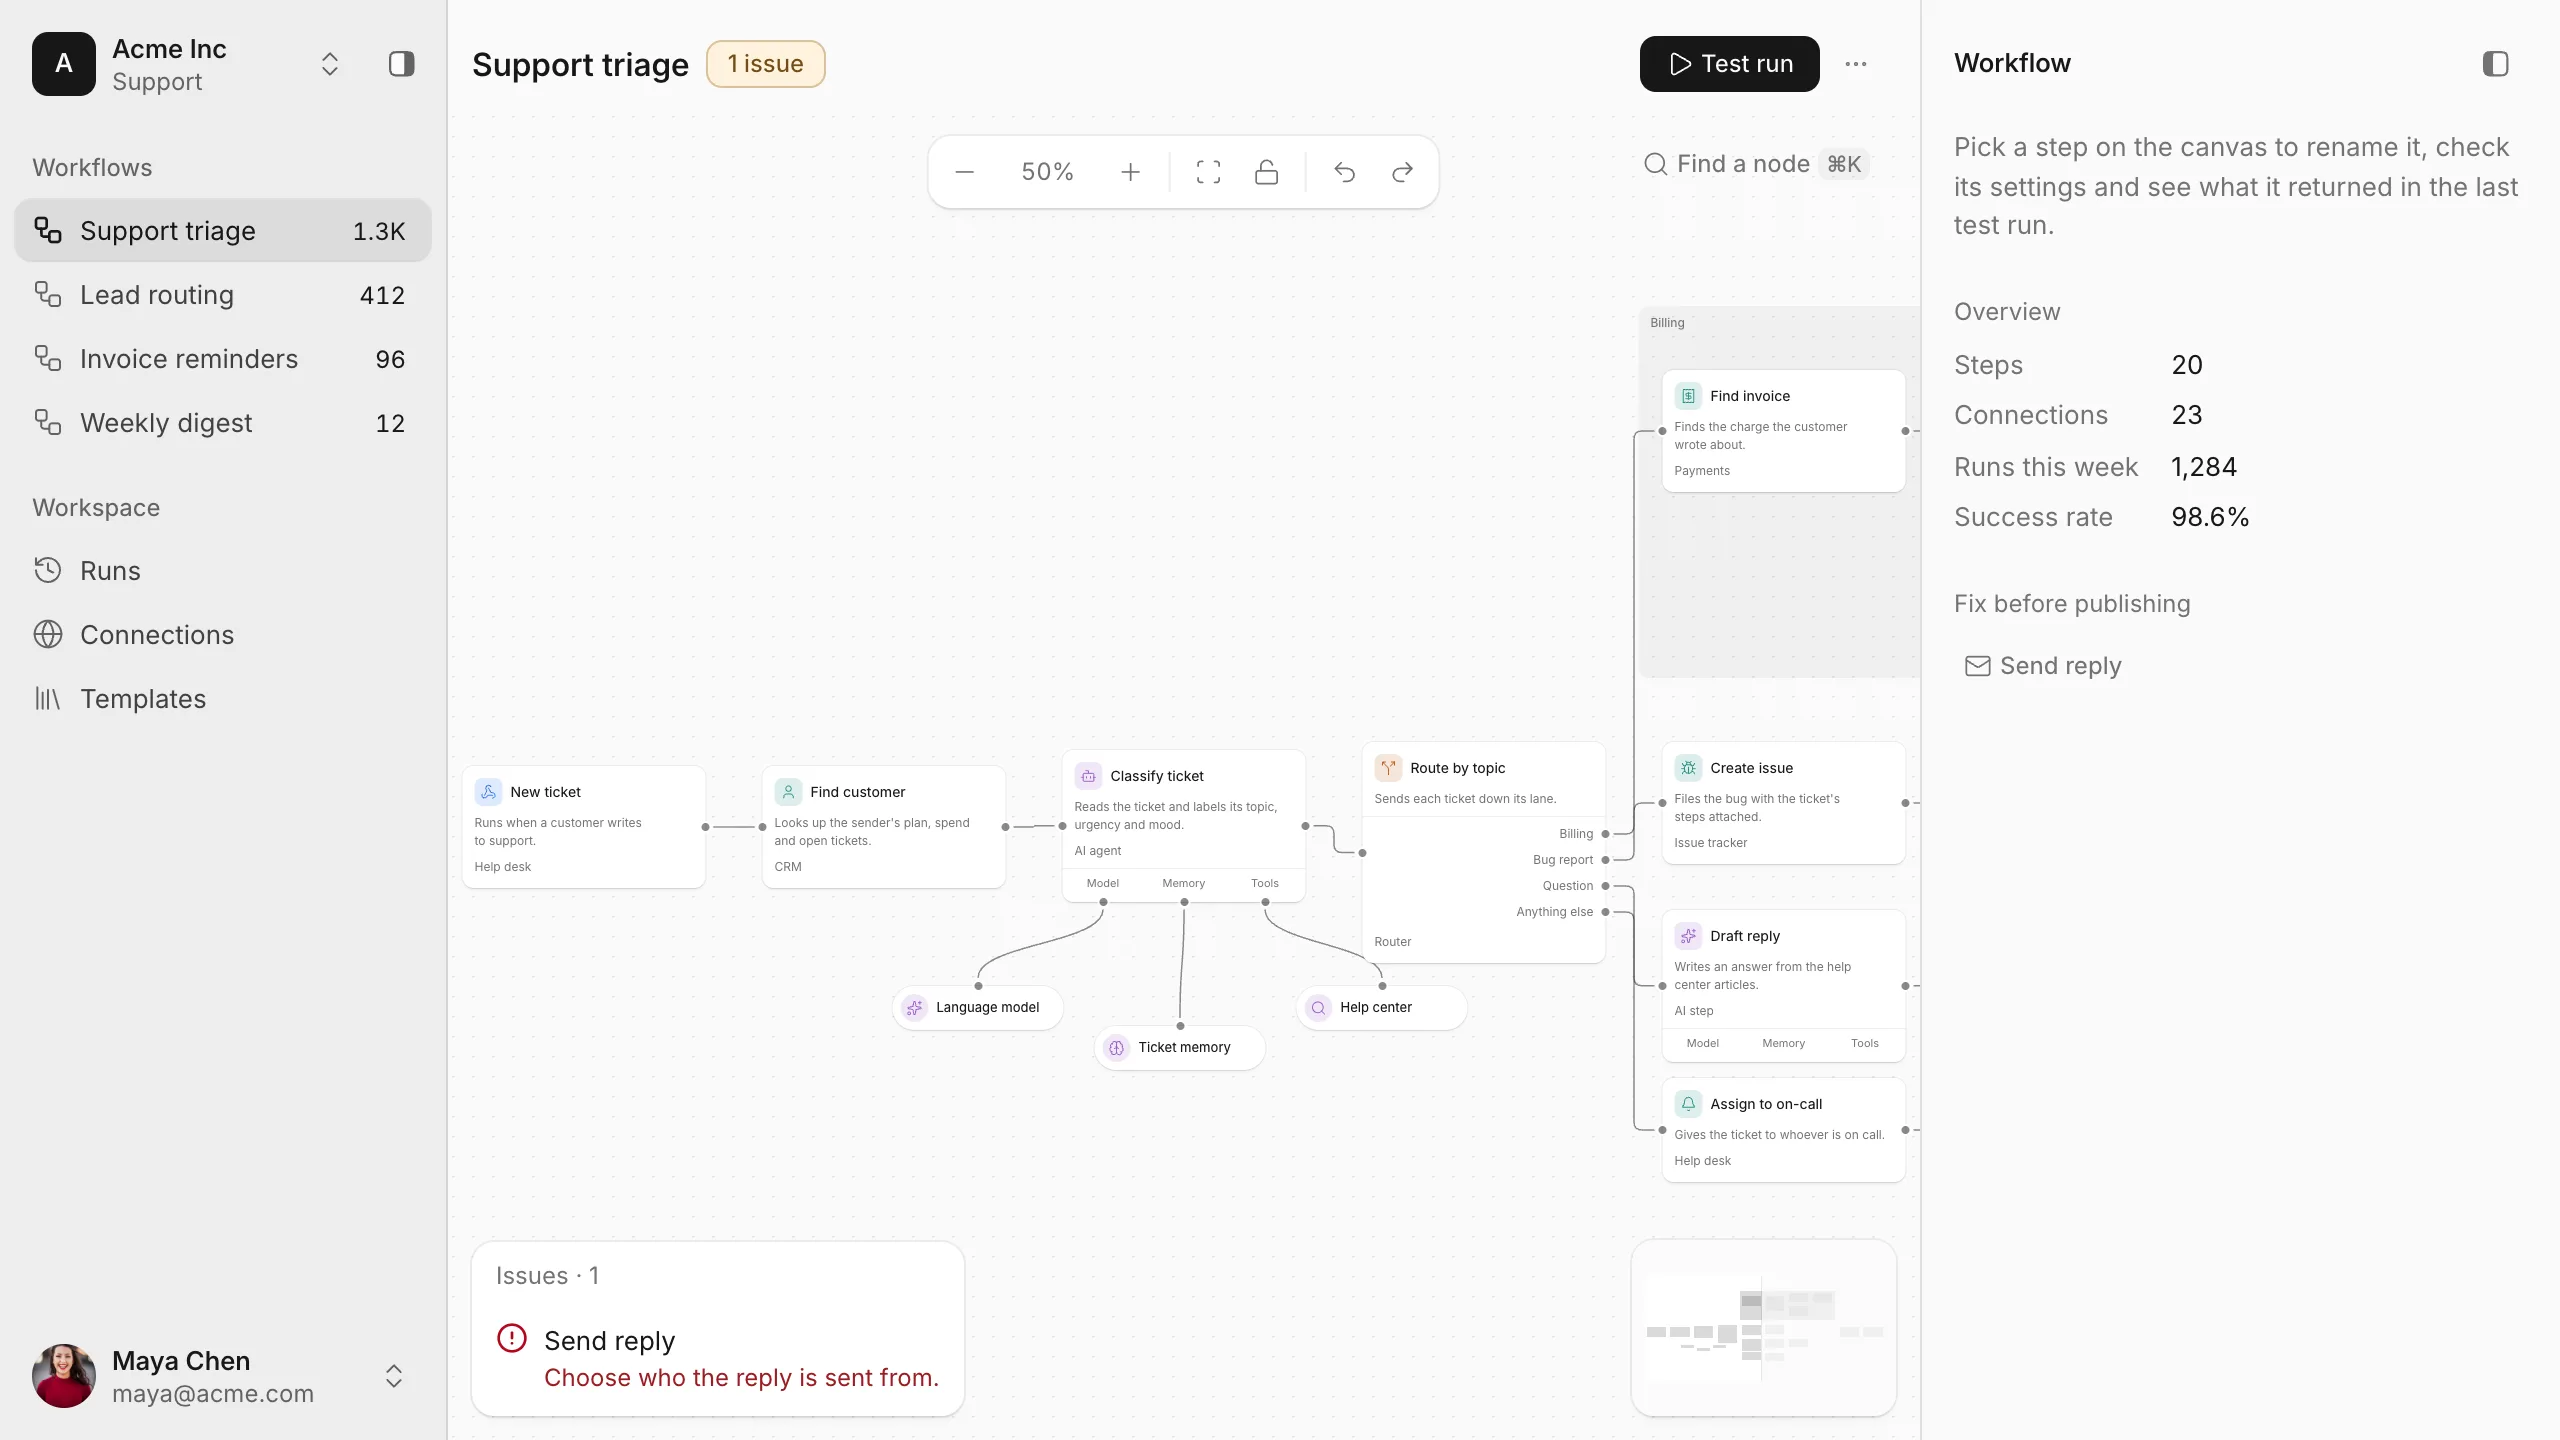 A
Acme Inc
Support
Workflows
Support triage 1.3K
Lead routing 412
Invoice reminders 96
Weekly digest 12
Workspace
Runs
Connections
Templates
Maya Chen
maya@acme.com
Support triage 1 issue
Test run
50%
Find a node ⌘K
Billing
Find invoice
Finds the charge the customer
wrote about.
Payments
New ticket
Runs when a customer writes
to support.
Help desk
Find customer
Looks up the sender's plan, spend
and open tickets.
CRM
Classify ticket
Reads the ticket and labels its topic,
urgency and mood.
AI agent
Model Memory Tools
Language model
Ticket memory
Help center
Route by topic
Sends each ticket down its lane.
Billing
Bug report
Question
Anything else
Router
Create issue
Files the bug with the ticket's
steps attached.
Issue tracker
Draft reply
Writes an answer from the help
center articles.
AI step
Model Memory Tools
Assign to on-call
Gives the ticket to whoever is on call.
Help desk
Issues · 1
Send reply
Choose who the reply is sent from.
Workflow
Pick a step on the canvas to rename it, check
its settings and see what it returned in the last
test run.
Overview
Steps 20
Connections 23
Runs this week 1,284
Success rate 98.6%
Fix before publishing
Send reply